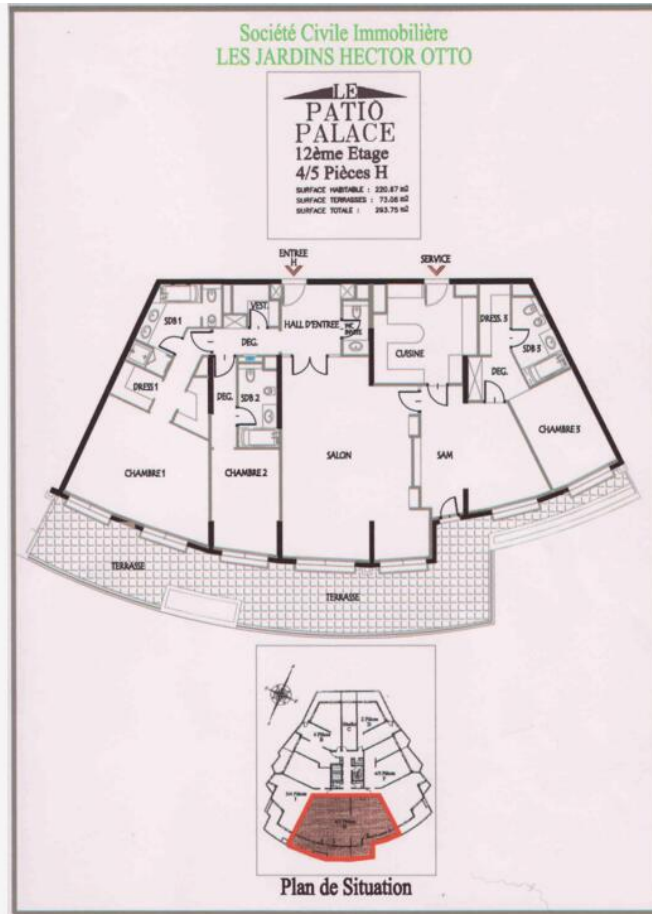 Société Civile Immobilière
LES JARDINS HECTOR OTTO
LE
PATIO
PALACE
12ème Etage
4/5 Pièces H
SURFACE HABITABLE : 220.67 m2
SURFACE TERRASSES : 73.08 m2
SURFACE TOTALE : 293.75 m2
ENTREE
H
SERVICE
SDB 1
VEST.
HALL D'ENTREE
WC
INVITE
CUISINE
DRESS. 3
SDB 3
DEG.
DRESS 1
DEG.
SDB 2
DEG.
CHAMBRE 1
CHAMBRE 2
SALON
SAM
CHAMBRE 3
TERRASSE
TERRASSE
Plan de Situation